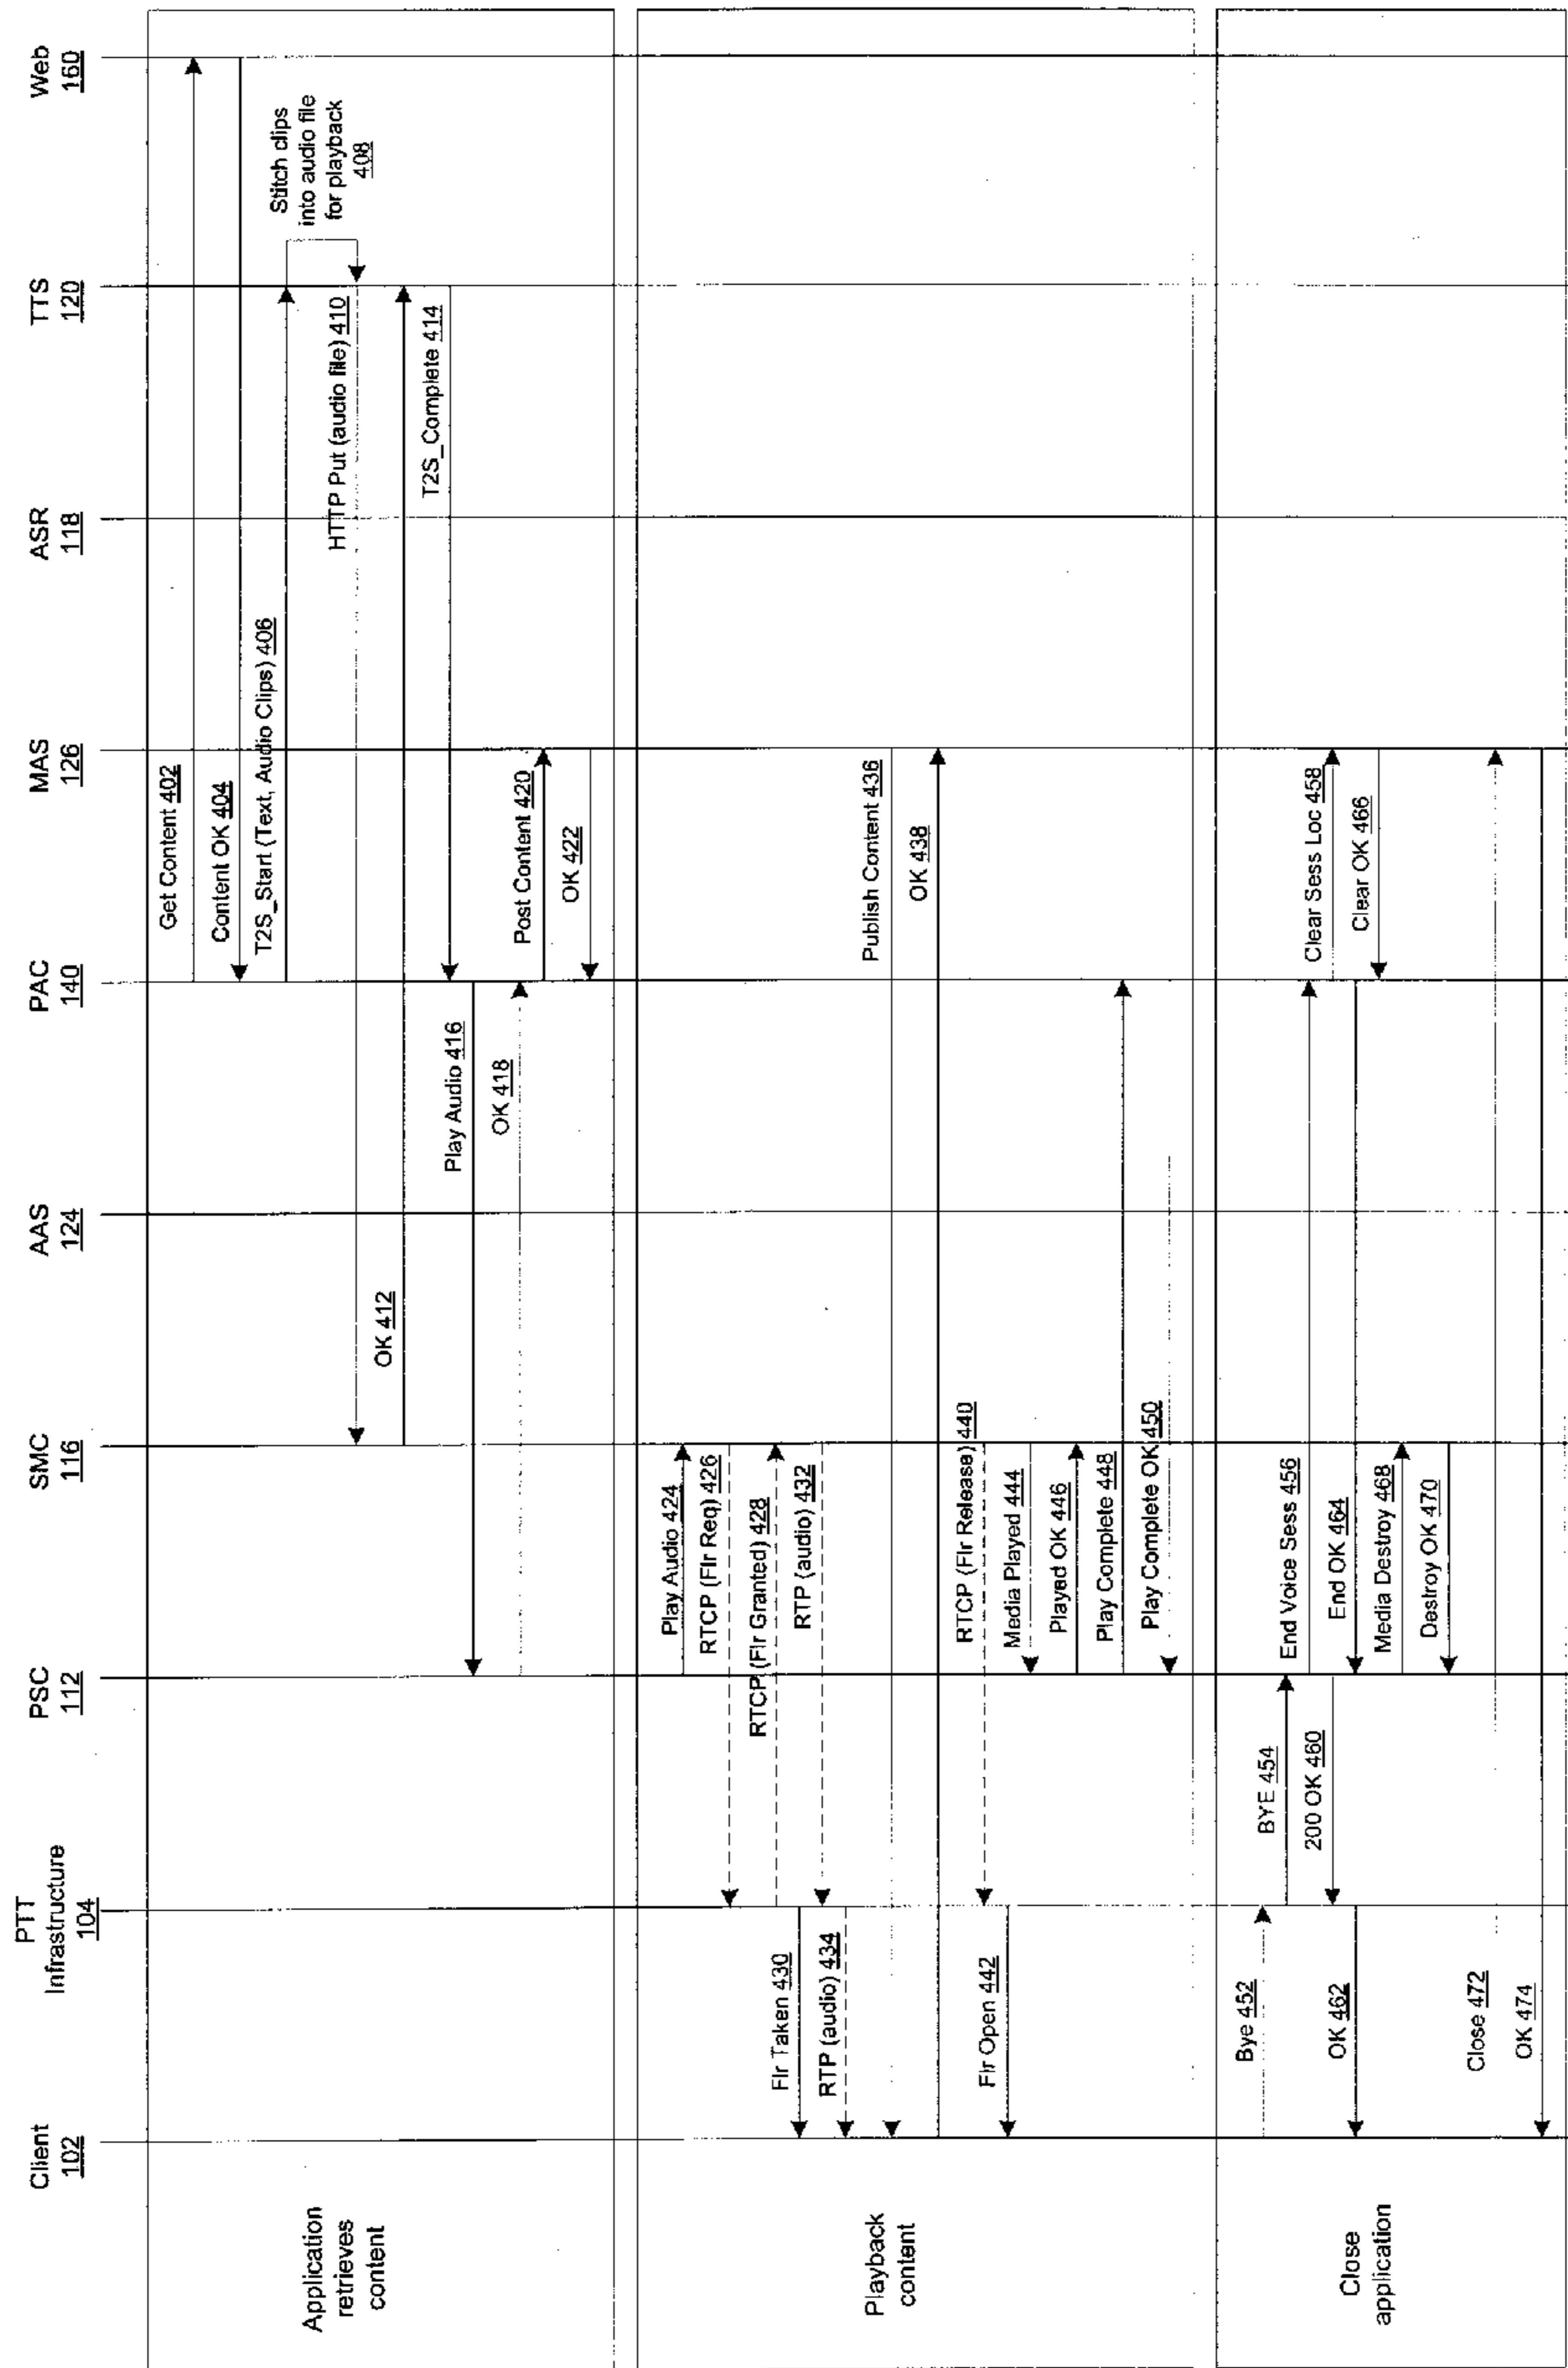 Client
102
PTT
Infrastructure
104
PSC
112
SMC
116
AAS
124
PAC
140
MAS
126
ASR
118
TTS
120
Web
160
Application
retrieves
content
Get Content 402
Content OK 404
T2S_Start (Text, Audio Clips) 406
Stitch clips
into audio file
for playback
408
HTTP Put (audio file) 410
OK 412
T2S_Complete 414
Play Audio 416
OK 418
Post Content 420
OK 422
Playback
content
Play Audio 424
RTCP (Flr Req) 426
RTCP (Flr Granted) 428
Flr Taken 430
RTP (audio) 432
RTP (audio) 434
Publish Content 436
OK 438
RTCP (Flr Release) 440
Flr Open 442
Media Played 444
Played OK 446
Play Complete 448
Play Complete OK 450
Close
application
Bye 452
BYE 454
End Voice Sess 456
Clear Sess Loc 458
200 OK 460
OK 462
End OK 464
Clear OK 466
Media Destroy 468
Destroy OK 470
Close 472
OK 474